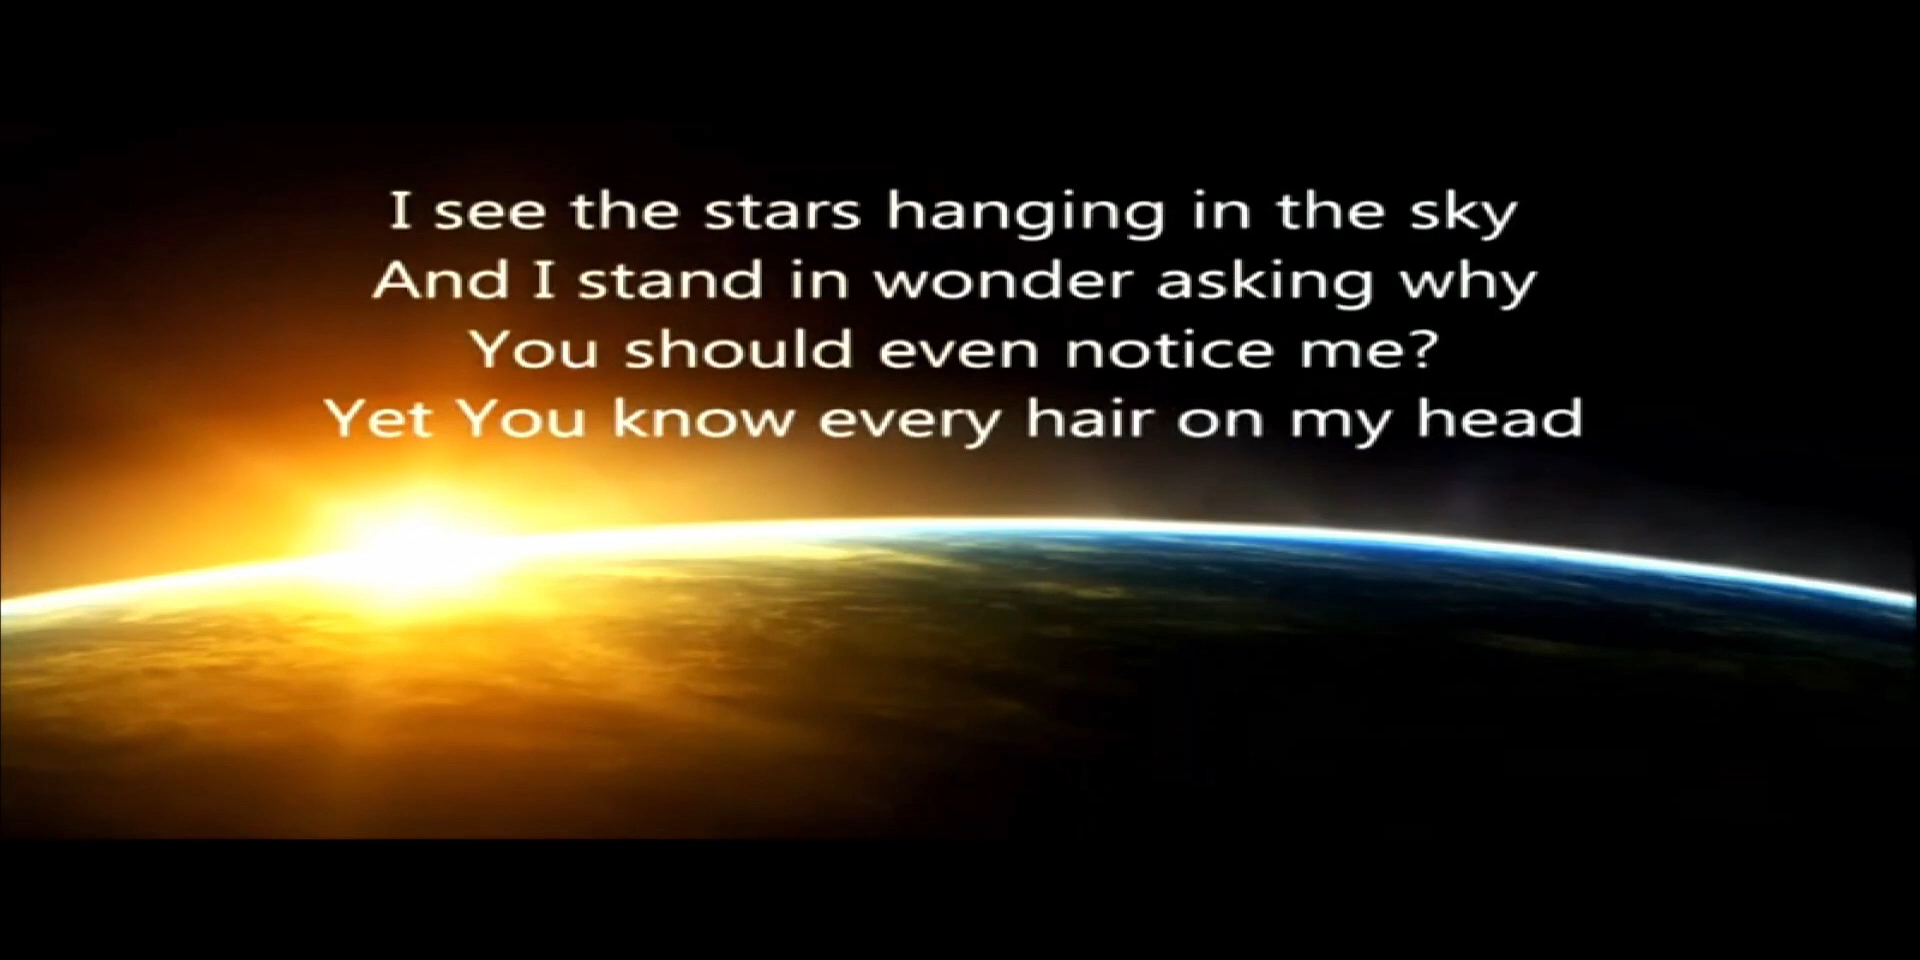 I see the stars hanging in the sky
And I stand in wonder asking why
You should even notice me?
Yet You know every hair on my head